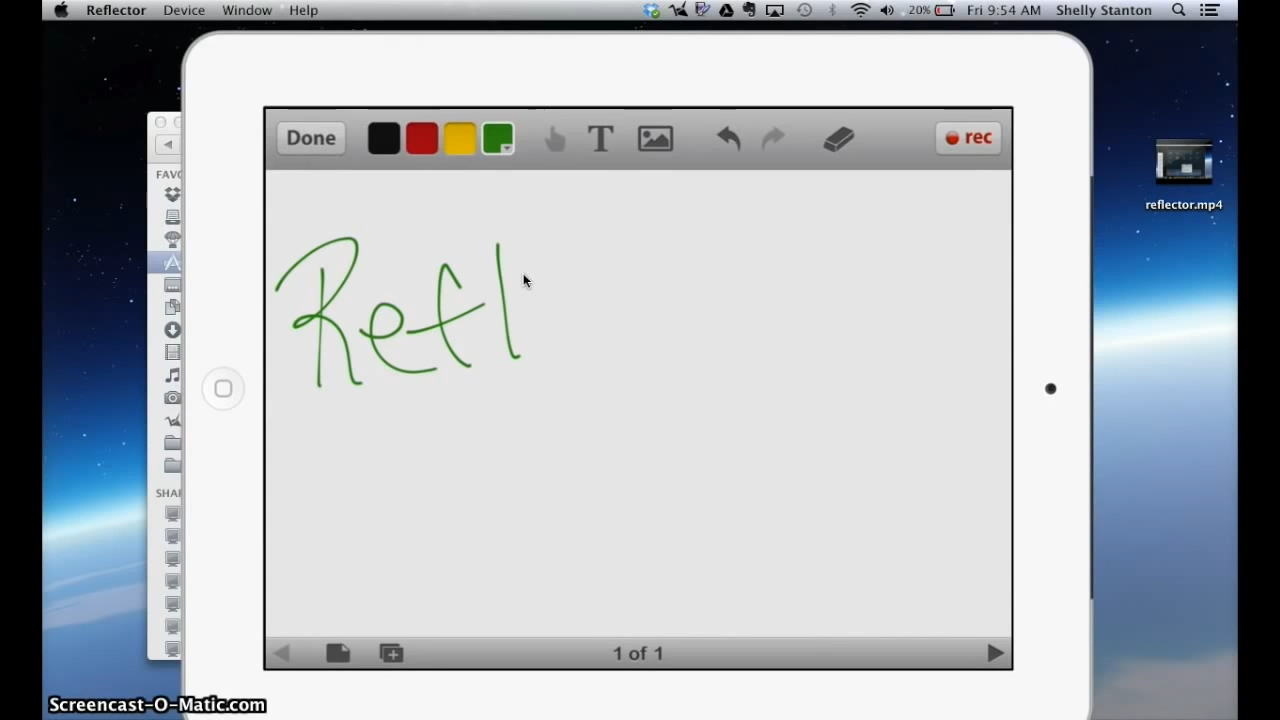 Reflector Device Window Help 20% Fri 9:54 AM Shelly Stanton
Done T rec
reflector.mp4
FAVO
Refl
SHAR
1 of 1
Screencast-O-Matic.com